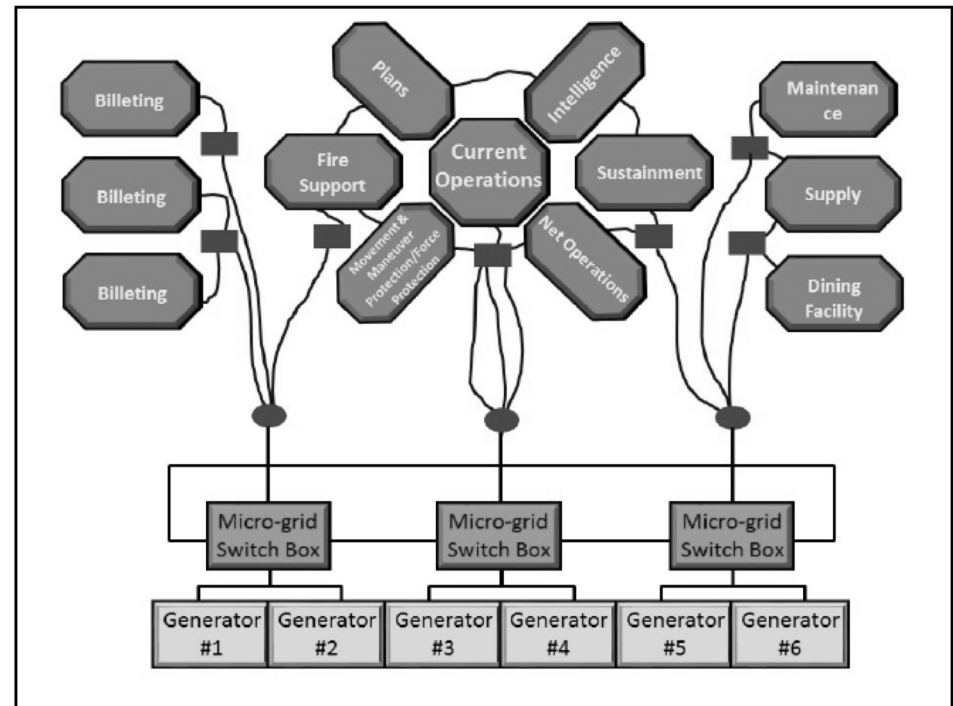 Billeting
Billeting
Billeting
Plans
Intelligence
Fire
Support
Current
Operations
Sustainment
Movement &
Maneuver
Protection/Force
Protection
Net Operations
Maintenan
ce
Supply
Dining
Facility
Micro-grid
Switch Box
Micro-grid
Switch Box
Micro-grid
Switch Box
Generator
#1
Generator
#2
Generator
#3
Generator
#4
Generator
#5
Generator
#6